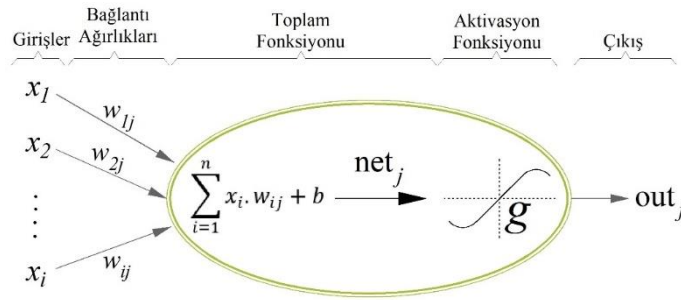 Girişler
Bağlantı
Ağırlıkları
Toplam
Fonksiyonu
Aktivasyon
Fonksiyonu
Çıkış
x1
w1j
x2
w2j
xi
wij
∑ i=1 n xi.wij + b
netj
g
outj